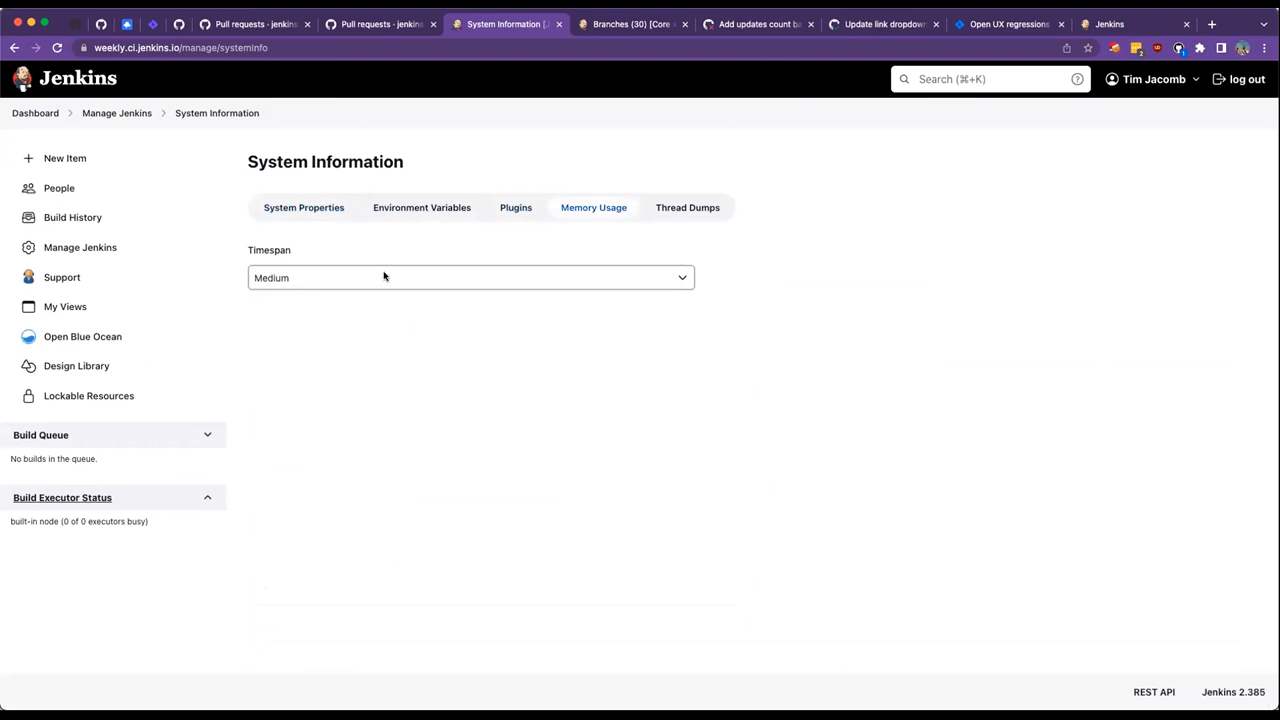 Pull requests · jenkins
Pull requests · jenkins
System Information [J
Branches (30) [Core
Add updates count ba
Update link dropdown
Open UX regressions
Jenkins
weekly.ci.jenkins.io/manage/systemInfo
Jenkins
Search (⌘+K)
Tim Jacomb
log out
Dashboard
Manage Jenkins
System Information
New Item
People
Build History
Manage Jenkins
Support
My Views
Open Blue Ocean
Design Library
Lockable Resources
Build Queue
No builds in the queue.
Build Executor Status
built-in node (0 of 0 executors busy)
System Information
System Properties
Environment Variables
Plugins
Memory Usage
Thread Dumps
Timespan
Medium
REST API
Jenkins 2.385